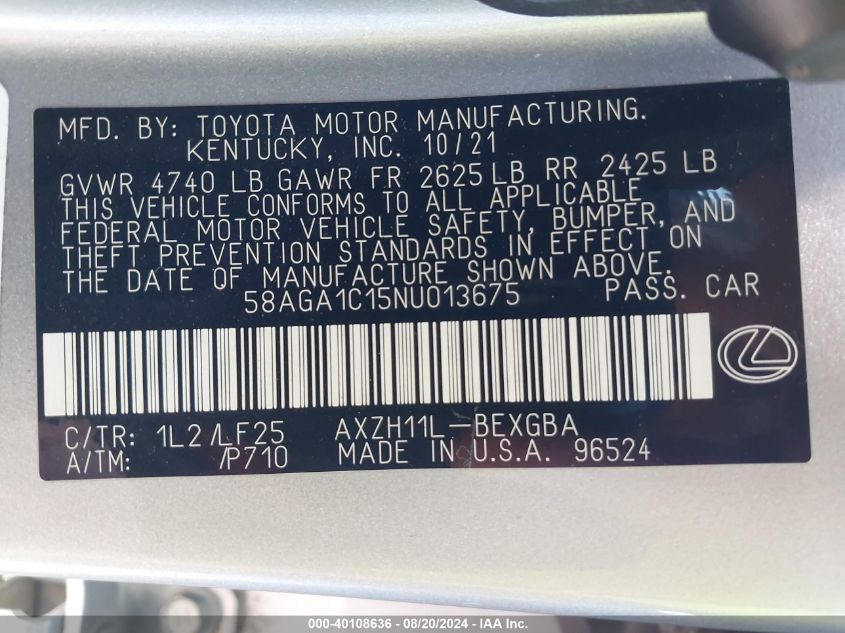 MFD. BY: TOYOTA MOTOR MANUFACTURING.
KENTUCKY, INC. 10/21
GVWR 4740 LB GAWR FR 2625 LB RR 2425 LB
THIS VEHICLE CONFORMS TO ALL APPLICABLE
FEDERAL MOTOR VEHICLE SAFETY, BUMPER, AND
THEFT PREVENTION STANDARDS IN EFFECT ON
THE DATE OF MANUFACTURE SHOWN ABOVE.
58AGA1C15NU013675 PASS. CAR
C/TR: 1L2/LF25 AXZH11L-BEXGBA
A/TM: /P710 MADE IN U.S.A. 96524
000-40108636 - 08/20/2024 - IAA Inc.